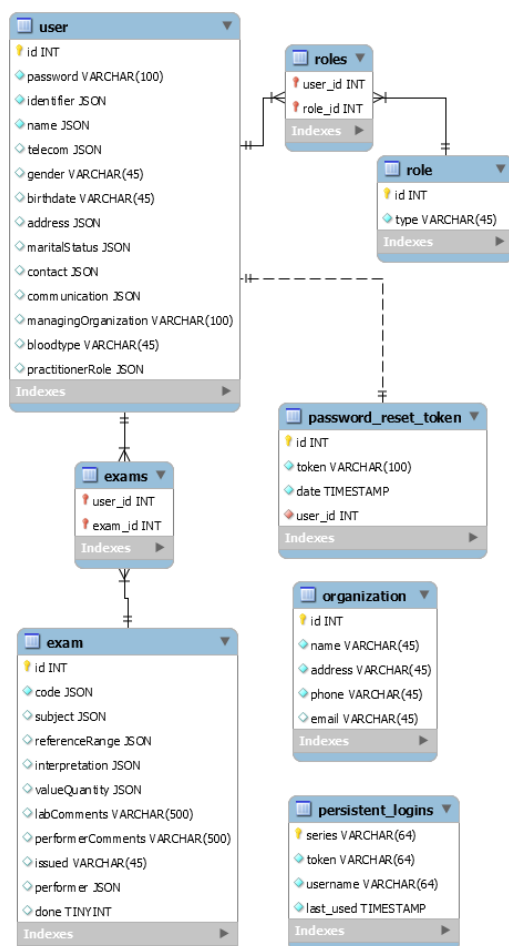 user
id INT
password VARCHAR(100)
identifier JSON
name JSON
telecom JSON
gender VARCHAR(45)
birthdate VARCHAR(45)
address JSON
maritalStatus JSON
contact JSON
communication JSON
managingOrganization VARCHAR(100)
bloodtype VARCHAR(45)
practitionerRole JSON
Indexes
roles
user_id INT
role_id INT
Indexes
role
id INT
type VARCHAR(45)
Indexes
password_reset_token
id INT
token VARCHAR(100)
date TIMESTAMP
user_id INT
Indexes
exams
user_id INT
exam_id INT
Indexes
organization
id INT
name VARCHAR(45)
address VARCHAR(45)
phone VARCHAR(45)
email VARCHAR(45)
Indexes
exam
id INT
code JSON
subject JSON
referenceRange JSON
interpretation JSON
valueQuantity JSON
labComments VARCHAR(500)
performerComments VARCHAR(500)
issued VARCHAR(45)
performer JSON
done TINYINT
Indexes
persistent_logins
series VARCHAR(64)
token VARCHAR(64)
username VARCHAR(64)
last_used TIMESTAMP
Indexes